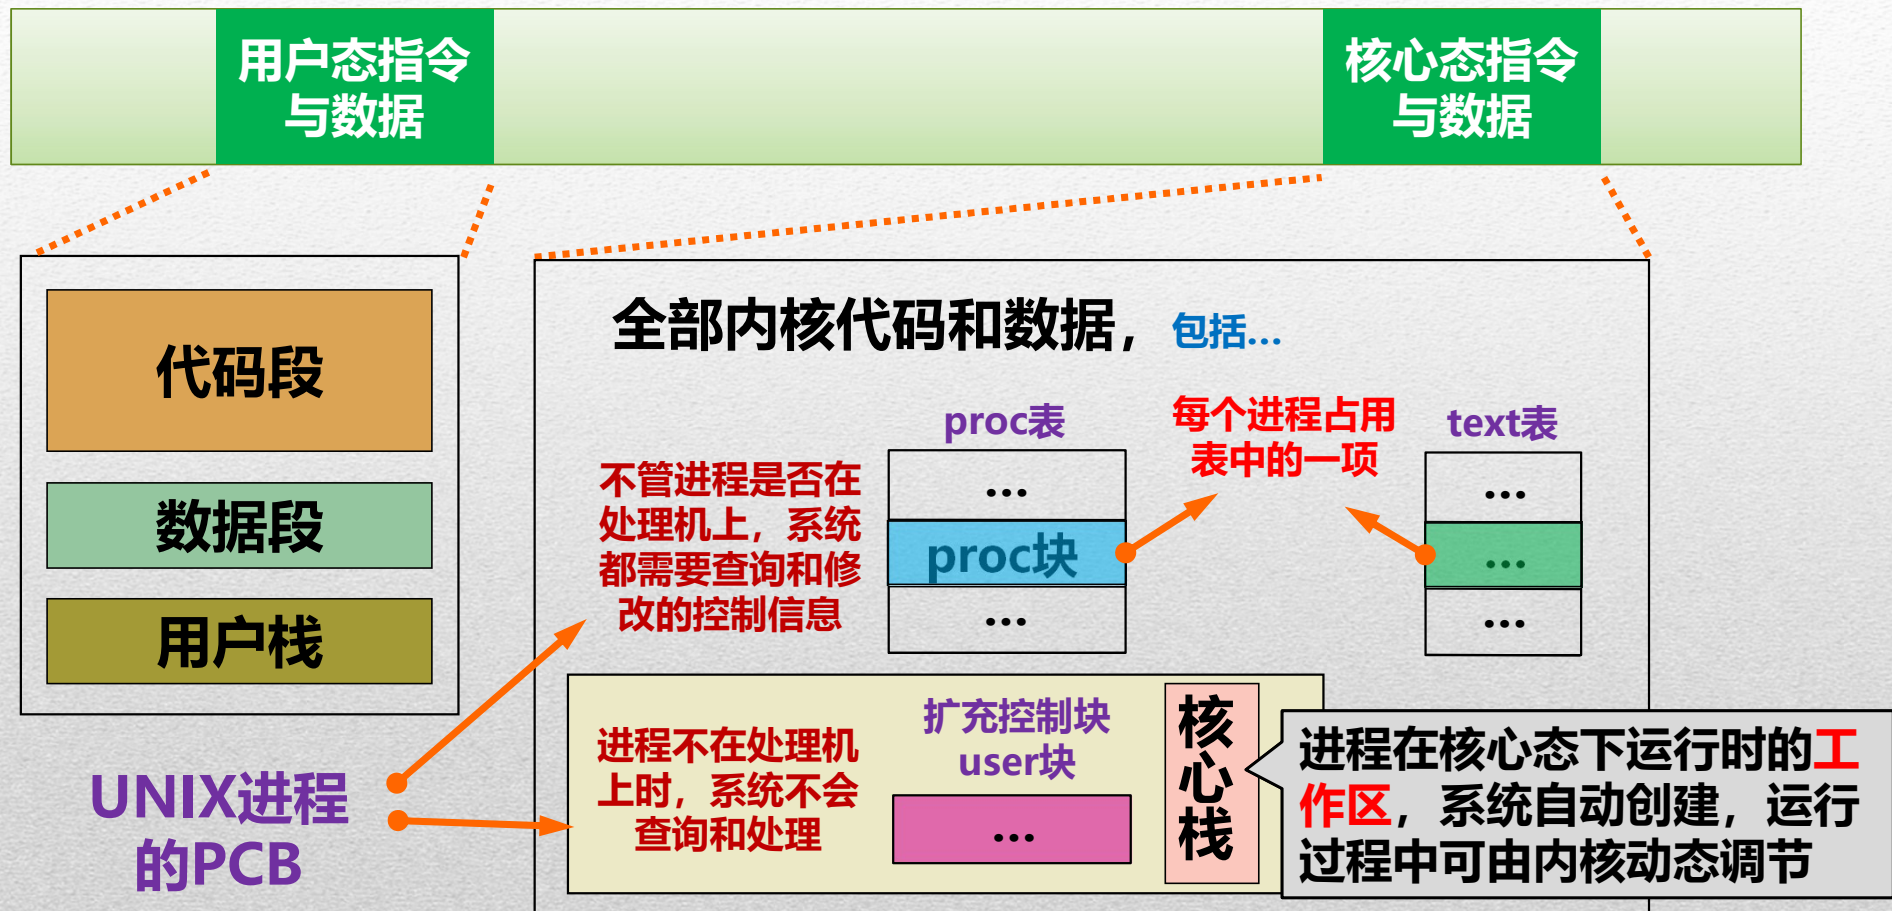 用户态指令
与数据
核心态指令
与数据
代码段
数据段
用户栈
UNIX进程
的PCB
全部内核代码和数据，包括...
proc表
每个进程占用
表中的一项
text表
不管进程是否在
处理机上，系统
都需要查询和修
改的控制信息
...
proc块
...
...
...
...
进程不在处理机
上时，系统不会
查询和处理
扩充控制块
user块
...
核
心
栈
进程在核心态下运行时的工
作区，系统自动创建，运行
过程中可由内核动态调节